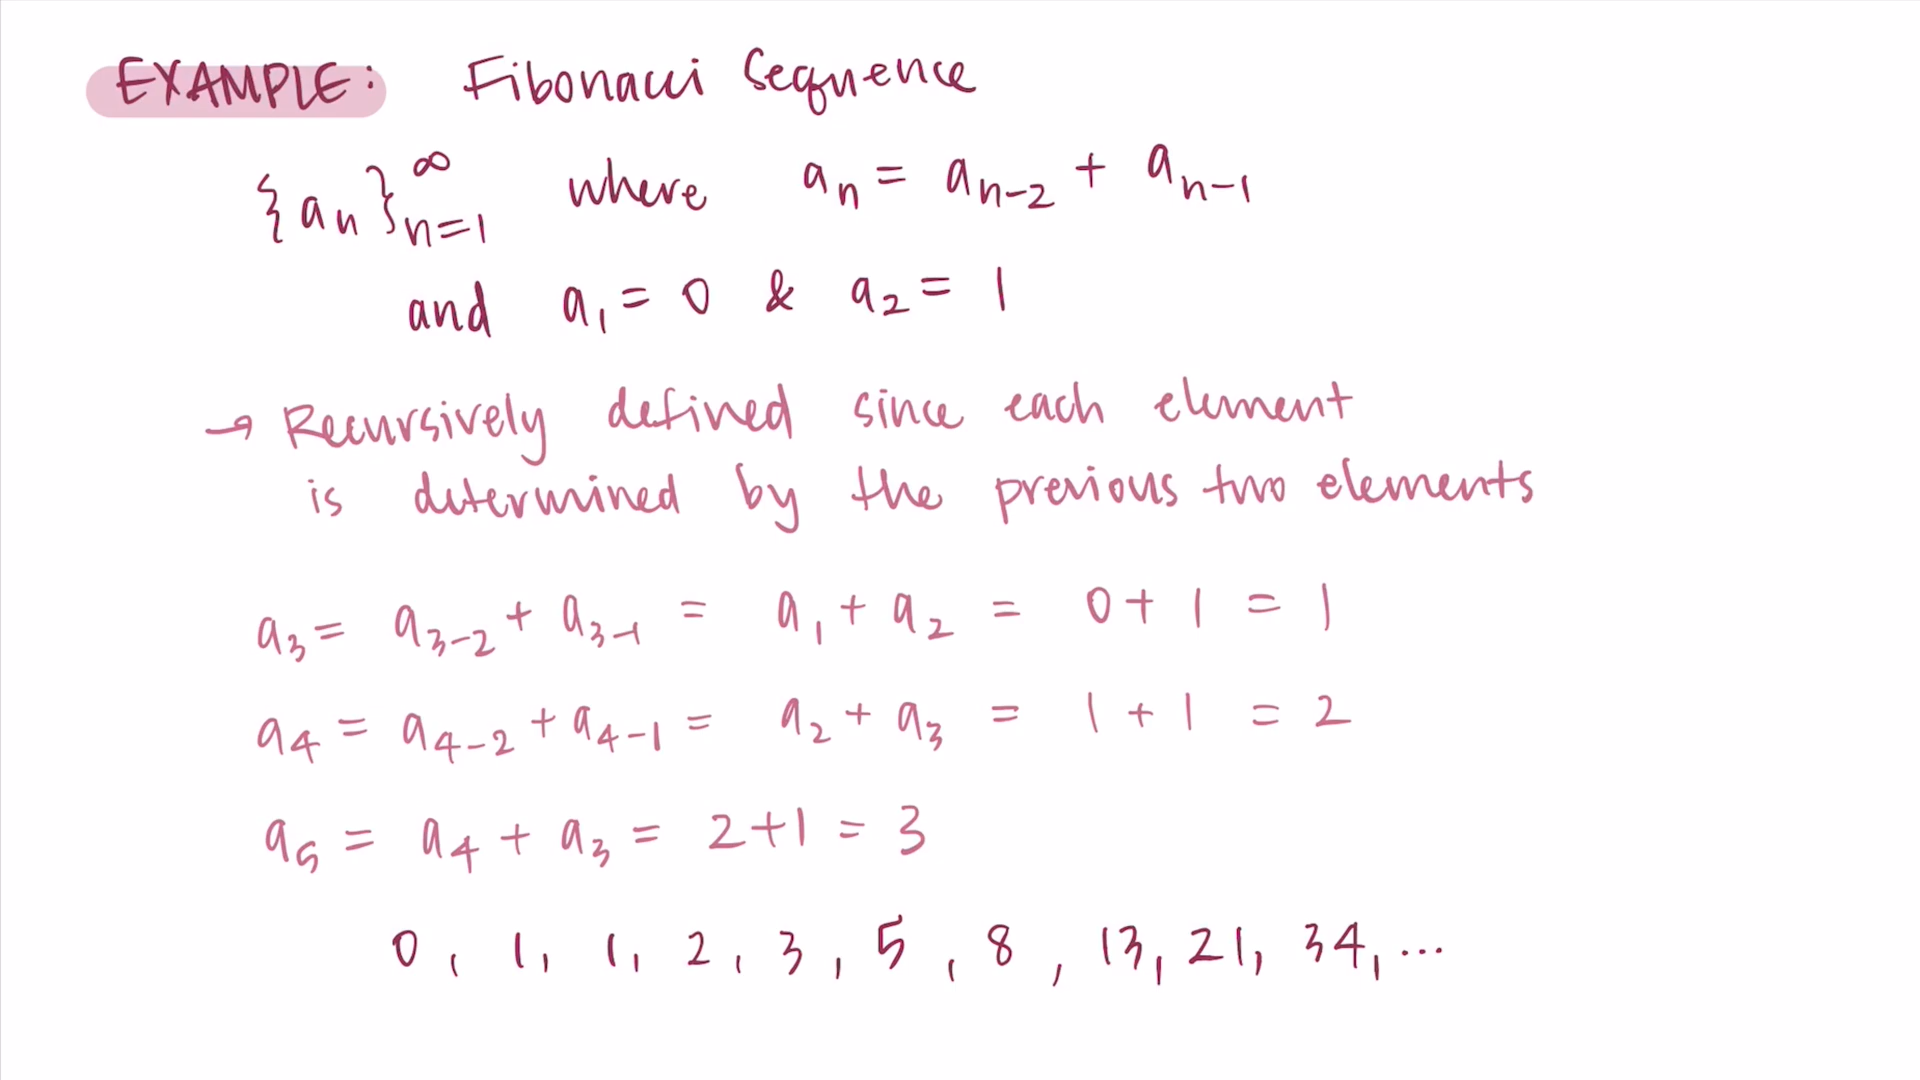 EXAMPLE: Fibonacci Sequence
{aₙ}ₙ₌₁^∞ where aₙ = aₙ₋₂ + aₙ₋₁
and a₁ = 0 & a₂ = 1
→ Recursively defined since each element
is determined by the previous two elements
a₃ = a₃₋₂ + a₃₋₁ = a₁ + a₂ = 0 + 1 = 1
a₄ = a₄₋₂ + a₄₋₁ = a₂ + a₃ = 1 + 1 = 2
a₅ = a₄ + a₃ = 2+1 = 3
0, 1, 1, 2, 3, 5, 8, 13, 21, 34, ...